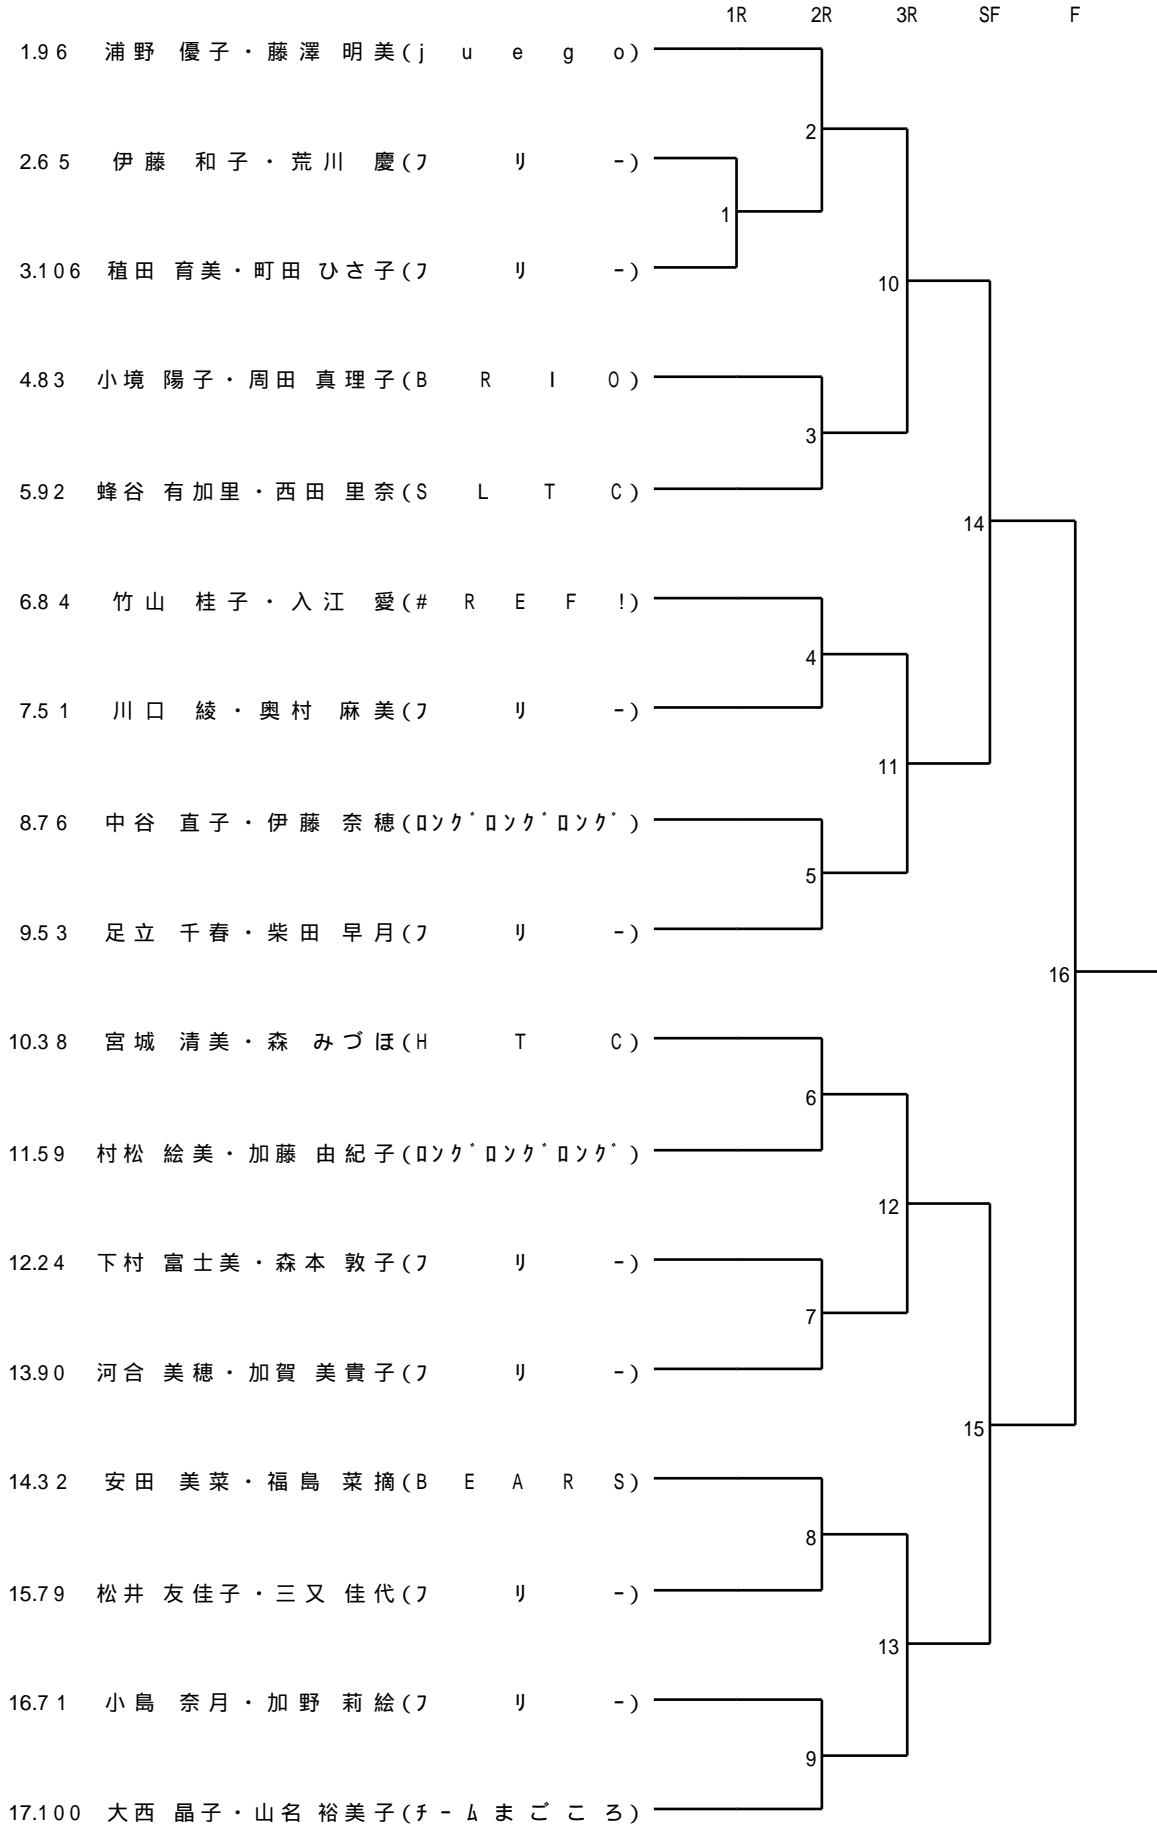 1R 2R 3R SF F
1.96 浦野 優子・藤澤 明美(juego)
2
2.65 伊藤 和子・荒川 慶(フリー)
1
3.106 稙田 育美・町田 ひさ子(フリー)
10
4.83 小境 陽子・周田 真理子(BRIO)
3
5.92 蜂谷 有加里・西田 里奈(SLTC)
14
6.84 竹山 桂子・入江 愛(#REF!)
4
7.51 川口 綾・奥村 麻美(フリー)
11
8.76 中谷 直子・伊藤 奈穂(ロングロングロング)
5
9.53 足立 千春・柴田 早月(フリー)
16
10.38 宮城 清美・森 みづほ(HTC)
6
11.59 村松 絵美・加藤 由紀子(ロングロングロング)
12
12.24 下村 富士美・森本 敦子(フリー)
7
13.90 河合 美穂・加賀 美貴子(フリー)
15
14.32 安田 美菜・福島 菜摘(BEARS)
8
15.79 松井 友佳子・三又 佳代(フリー)
13
16.71 小島 奈月・加野 莉絵(フリー)
9
17.100 大西 晶子・山名 裕美子(チームまごころ)